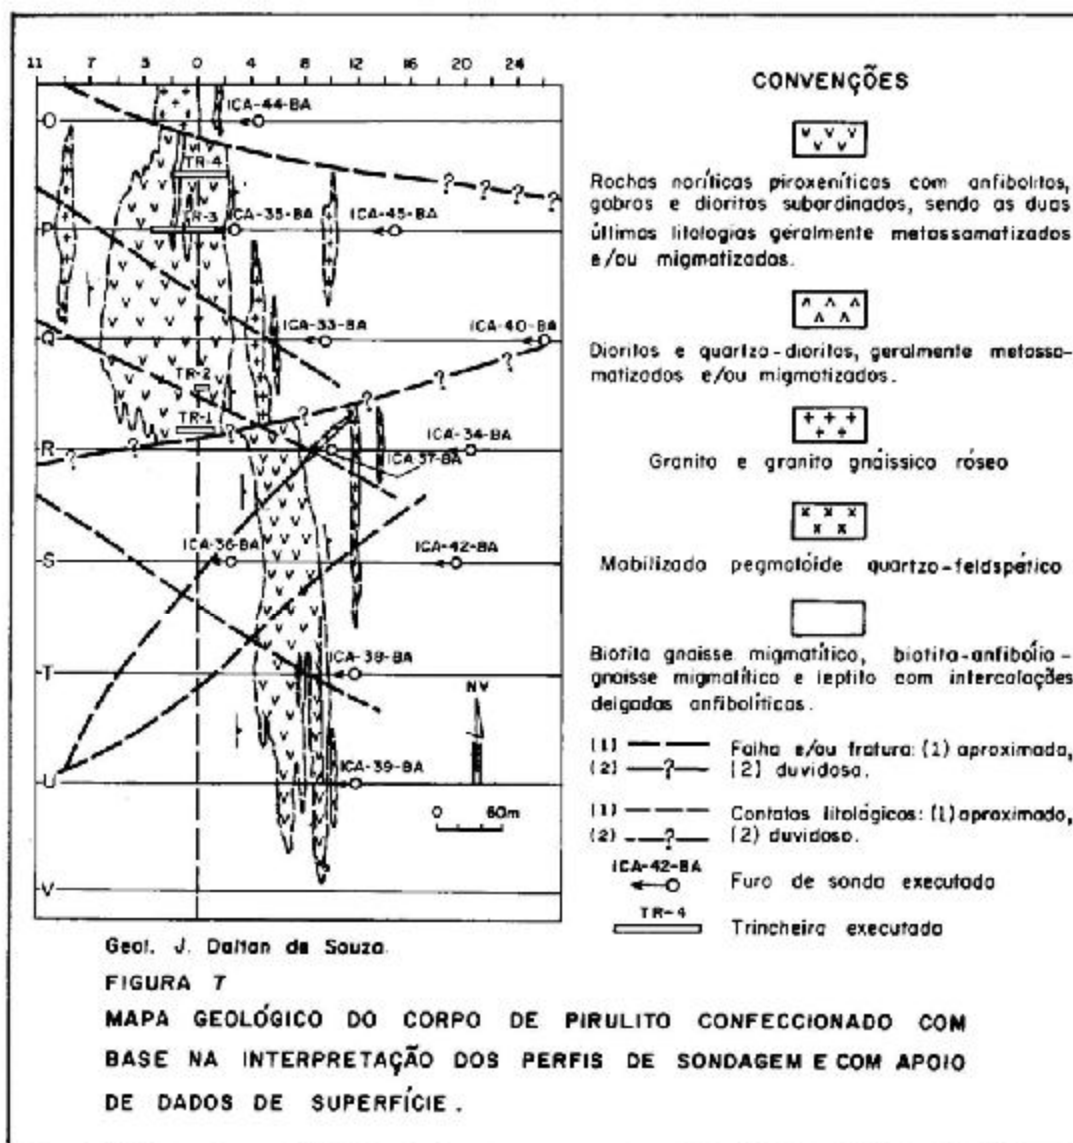 11 7 3 0 4 8 12 16 20 24
O
ICA-44-BA
TR-4
P
TR-3
ICA-35-BA
ICA-45-BA
Q
ICA-33-BA
ICA-40-BA
TR-2
TR-1
R
ICA-34-BA
ICA-37-BA
S
ICA-36-BA
ICA-42-BA
T
ICA-38-BA
NV
U
ICA-39-BA
0 60m
V
? ? ? ?
? ? ? ? ? ?
CONVENÇÕES
Rochas noríticas piroxeníticas com anfibolitos,
gabros e dioritos subordinados, sendo as duas
últimas litologias geralmente metassamatizados
e/ou migmatizados.
Dioritos e quartzo-dioritos, geralmente metasso-
matizados e/ou migmatizados.
Granito e granito gnáissico róseo
Mobilizado pegmatóide quartzo-feldspático
Biotita gnaisse migmatítico, biotita-anfibólio-
gnaisse migmatítico e leptito com intercalações
delgadas anfibolíticas.
(1) Falha e/ou fratura: (1) aproximada,
(2) ? (2) duvidosa.
(1) Contatos litológicos: (1) aproximado,
(2) ? (2) duvidoso.
ICA-42-BA
Furo de sonda executado
TR-4
Trincheira executada
Geol. J. Dalton de Souza.
FIGURA 7
MAPA GEOLÓGICO DO CORPO DE PIRULITO CONFECCIONADO COM
BASE NA INTERPRETAÇÃO DOS PERFIS DE SONDAGEM E COM APOIO
DE DADOS DE SUPERFÍCIE.